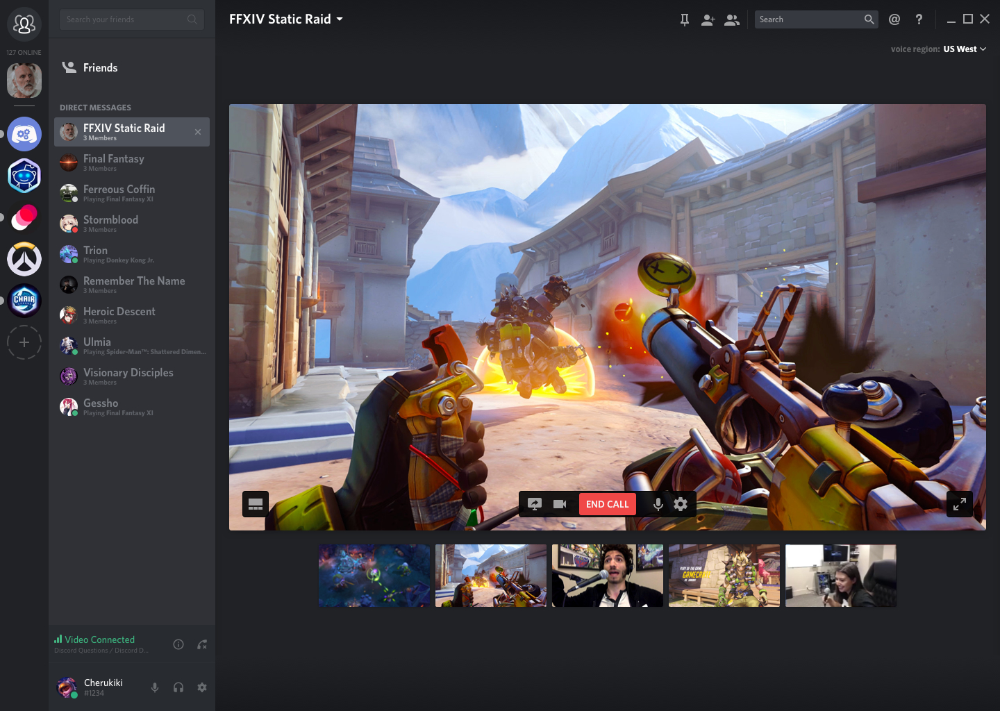 Search your friends
127 ONLINE
Friends
DIRECT MESSAGES
FFXIV Static Raid
3 Members
Final Fantasy
3 Members
Ferreous Coffin
Playing Final Fantasy XI
Stormblood
3 Members
Trion
Playing Donkey Kong Jr.
Remember The Name
3 Members
Heroic Descent
3 Members
Ulmia
Playing Spider-Man™: Shattered Dimen...
Visionary Disciples
3 Members
Gessho
Playing Final Fantasy XI
CHAIR
Video Connected
Discord Questions / Discord D...
Cherukiki
#1234
FFXIV Static Raid
Search
@
?
voice region: US West
END CALL
PLAY OF THE GAME